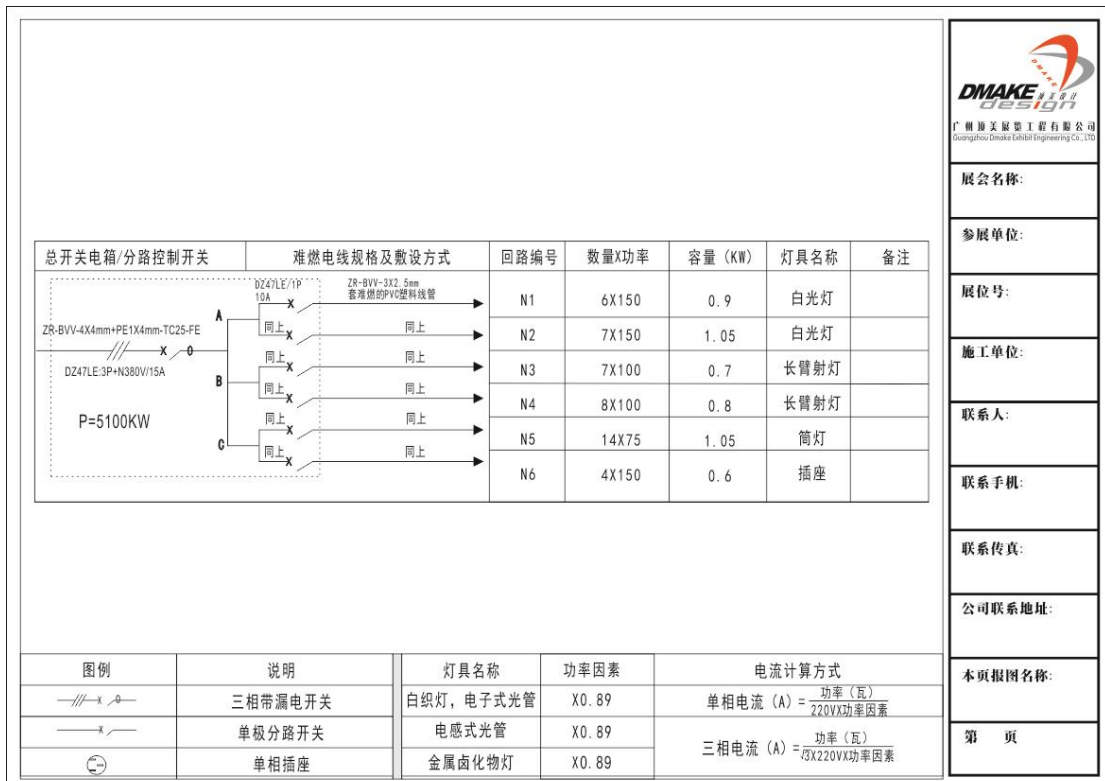 总开关电箱/分路控制开关 难燃电线规格及敷设方式 回路编号 数量X功率 容量（KW） 灯具名称 备注
DZ47LE/1P
10A
ZR-BVV-3X2.5mm
套难燃的PVC塑料线管
N1 6X150 0.9 白光灯
A
同上 同上
N2 7X150 1.05 白光灯
ZR-BVV-4X4mm+PE1X4mm-TC25-FE
同上 同上
N3 7X100 0.7 长臂射灯
DZ47LE:3P+N380V/15A
B
同上 同上
N4 8X100 0.8 长臂射灯
P=5100KW
同上 同上
N5 14X75 1.05 筒灯
C
同上 同上
N6 4X150 0.6 插座
图例 说明
三相带漏电开关
单极分路开关
单相插座
灯具名称 功率因素 电流计算方式
白织灯，电子式光管 X0.89
电感式光管 X0.89
金属卤化物灯 X0.89
单相电流（A）=功率（瓦）/220VX功率因素
三相电流（A）=功率（瓦）/√3X220VX功率因素
DMAKE
DMAKE 顶美设计
design
广州顶美展览工程有限公司
Guangzhou Dmake Exhibit Engineering Co., LTD
展会名称:
参展单位:
展位号:
施工单位:
联系人:
联系手机:
联系传真:
公司联系地址:
本页报图名称:
第 页